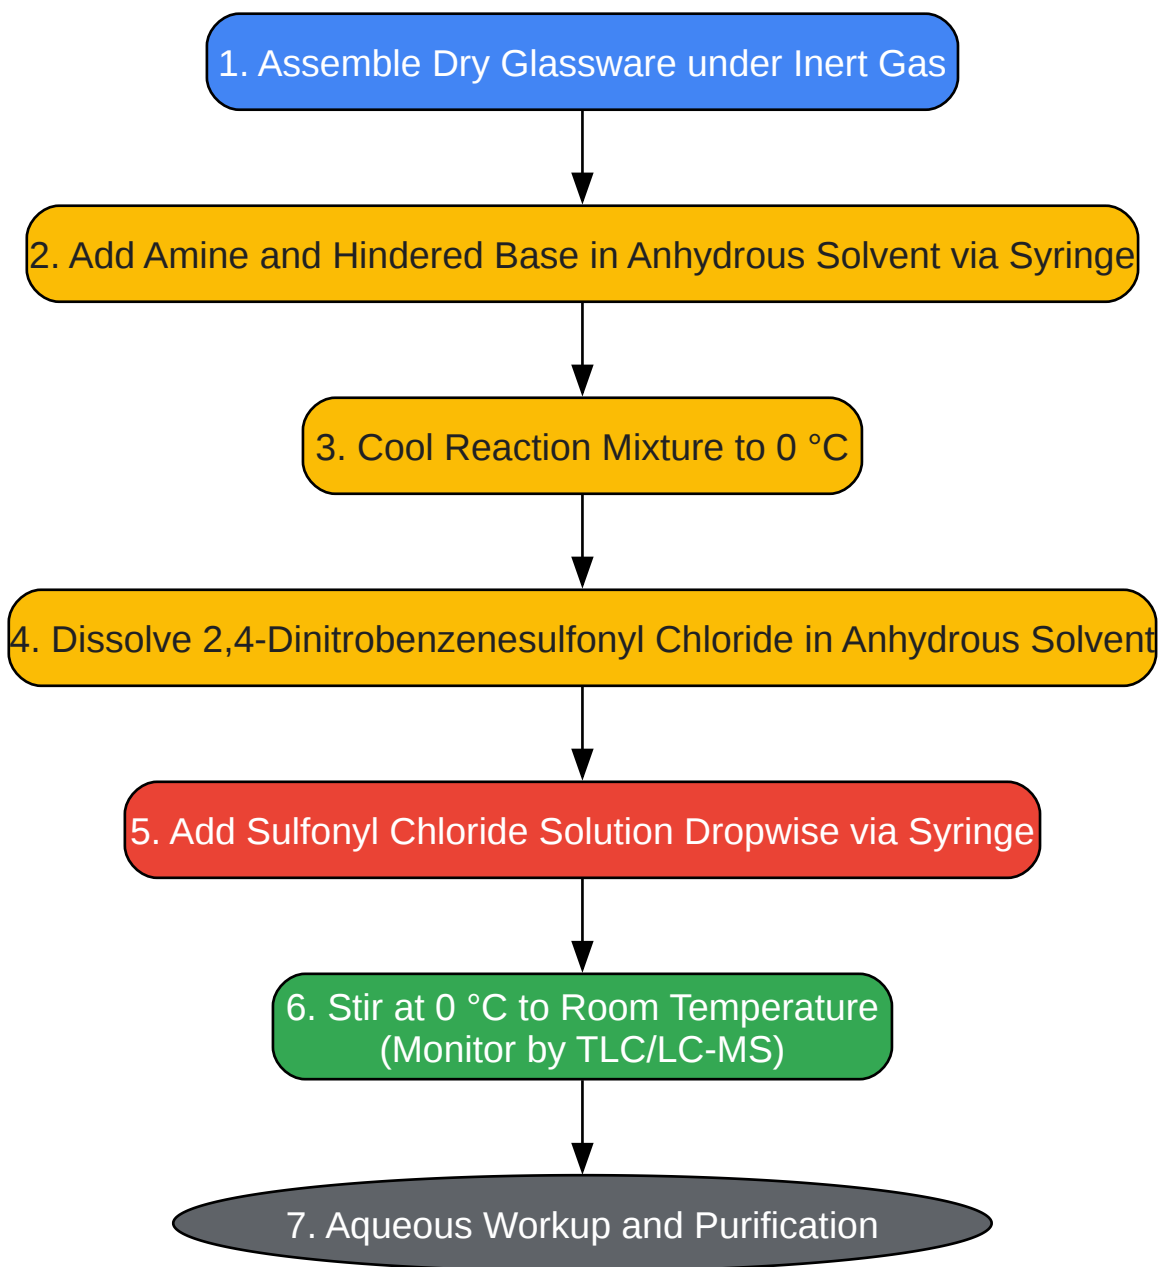 1. Assemble Dry Glassware under Inert Gas
2. Add Amine and Hindered Base in Anhydrous Solvent via Syringe
3. Cool Reaction Mixture to 0 °C
4. Dissolve 2,4-Dinitrobenzenesulfonyl Chloride in Anhydrous Solvent
5. Add Sulfonyl Chloride Solution Dropwise via Syringe
6. Stir at 0 °C to Room Temperature
(Monitor by TLC/LC-MS)
7. Aqueous Workup and Purification